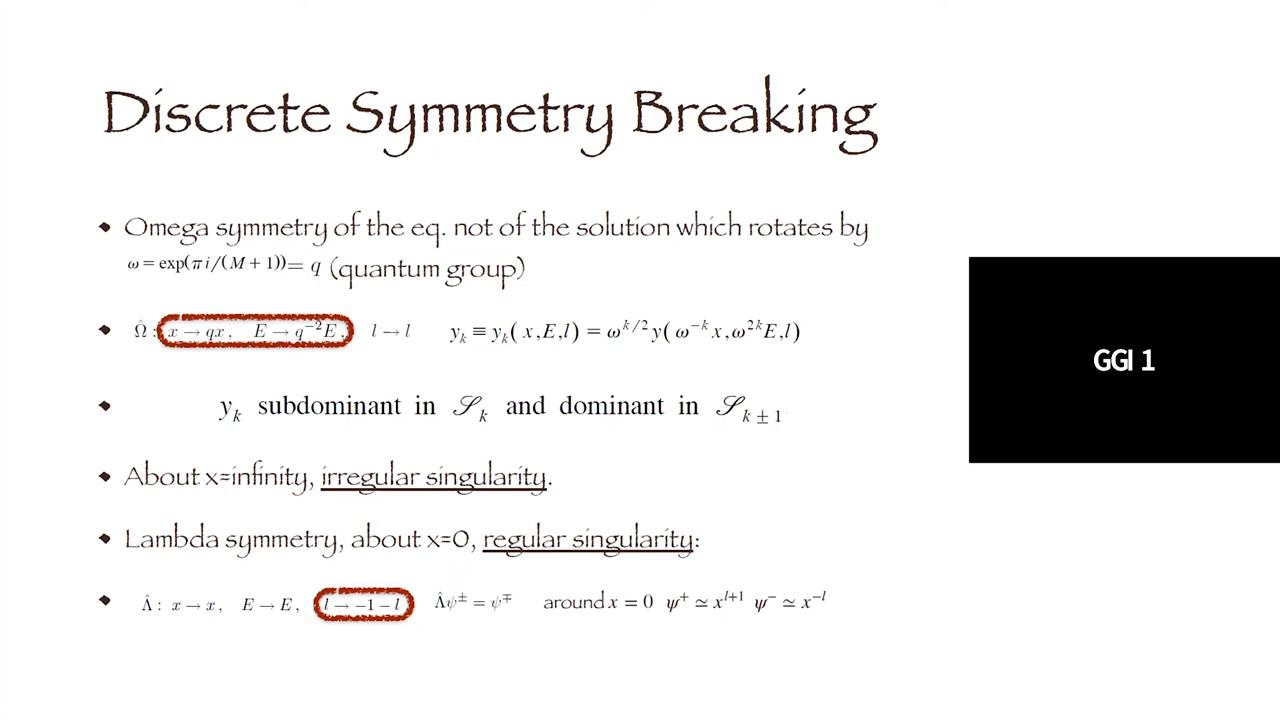 Discrete Symmetry Breaking
Omega symmetry of the eq. not of the solution which rotates by
ω = exp(π i/(M + 1)) = q (quantum group)
Ω̂ : x → qx , E → q⁻²E , l → l y_k ≡ y_k( x,E,l) = ω^{k/2} y( ω^{-k} x,ω^{2k} E,l)
y_k subdominant in 𝒮_k and dominant in 𝒮_{k ± 1}
About x=infinity, irregular singularity.
Lambda symmetry, about x=0, regular singularity:
Λ̂ : x → x , E → E , l → −1 − l Λ̂ψ^± = ψ^∓ around x = 0 ψ^+ ≃ x^{l+1} ψ^− ≃ x^{−l}
GGI 1